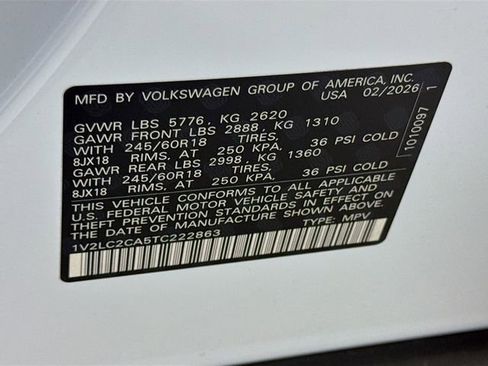 MFD BY VOLKSWAGEN GROUP OF AMERICA, INC.
USA 02/2026
GVWR LBS 5776, KG 2620
GAWR FRONT LBS 2888, KG 1310
WITH 245/60R18 TIRES,
8JX18 RIMS, AT 250 KPA, 36 PSI COLD
GAWR REAR LBS 2998, KG 1360
WITH 245/60R18 TIRES,
8JX18 RIMS, AT 250 KPA, 36 PSI COLD
THIS VEHICLE CONFORMS TO ALL APPLICABLE
U.S. FEDERAL MOTOR VEHICLE SAFETY AND
THEFT PREVENTION STANDARDS IN EFFECT ON
THE DATE OF MANUFACTURE SHOWN ABOVE.
1V2LC2CA5TC222863 TYPE: MPV
1010097 1